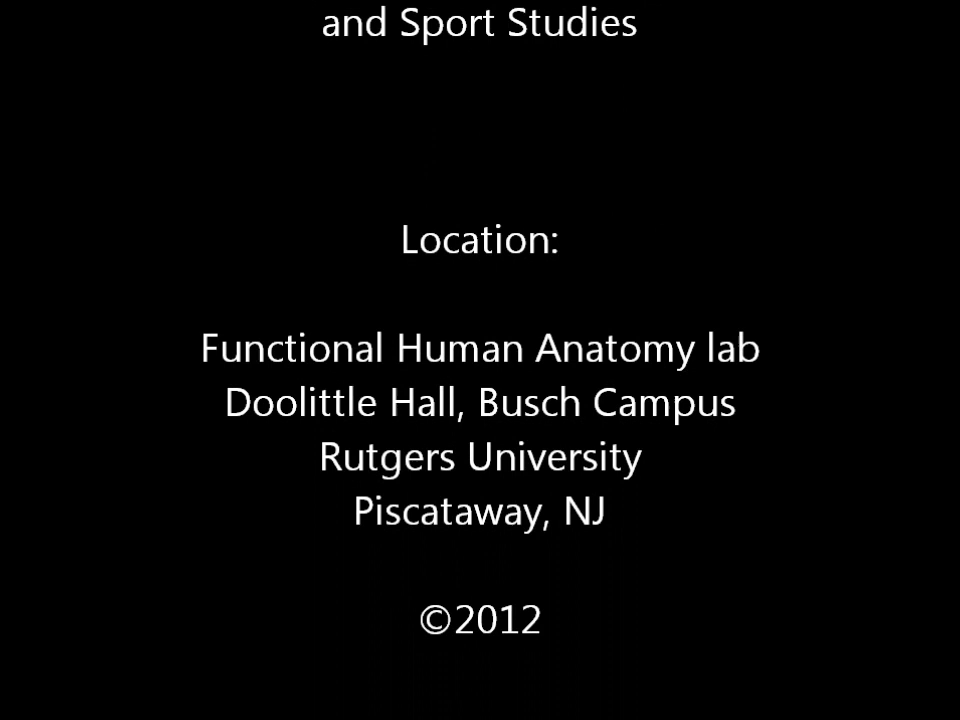 and Sport Studies
Location:
Functional Human Anatomy lab
Doolittle Hall, Busch Campus
Rutgers University
Piscataway, NJ
©2012